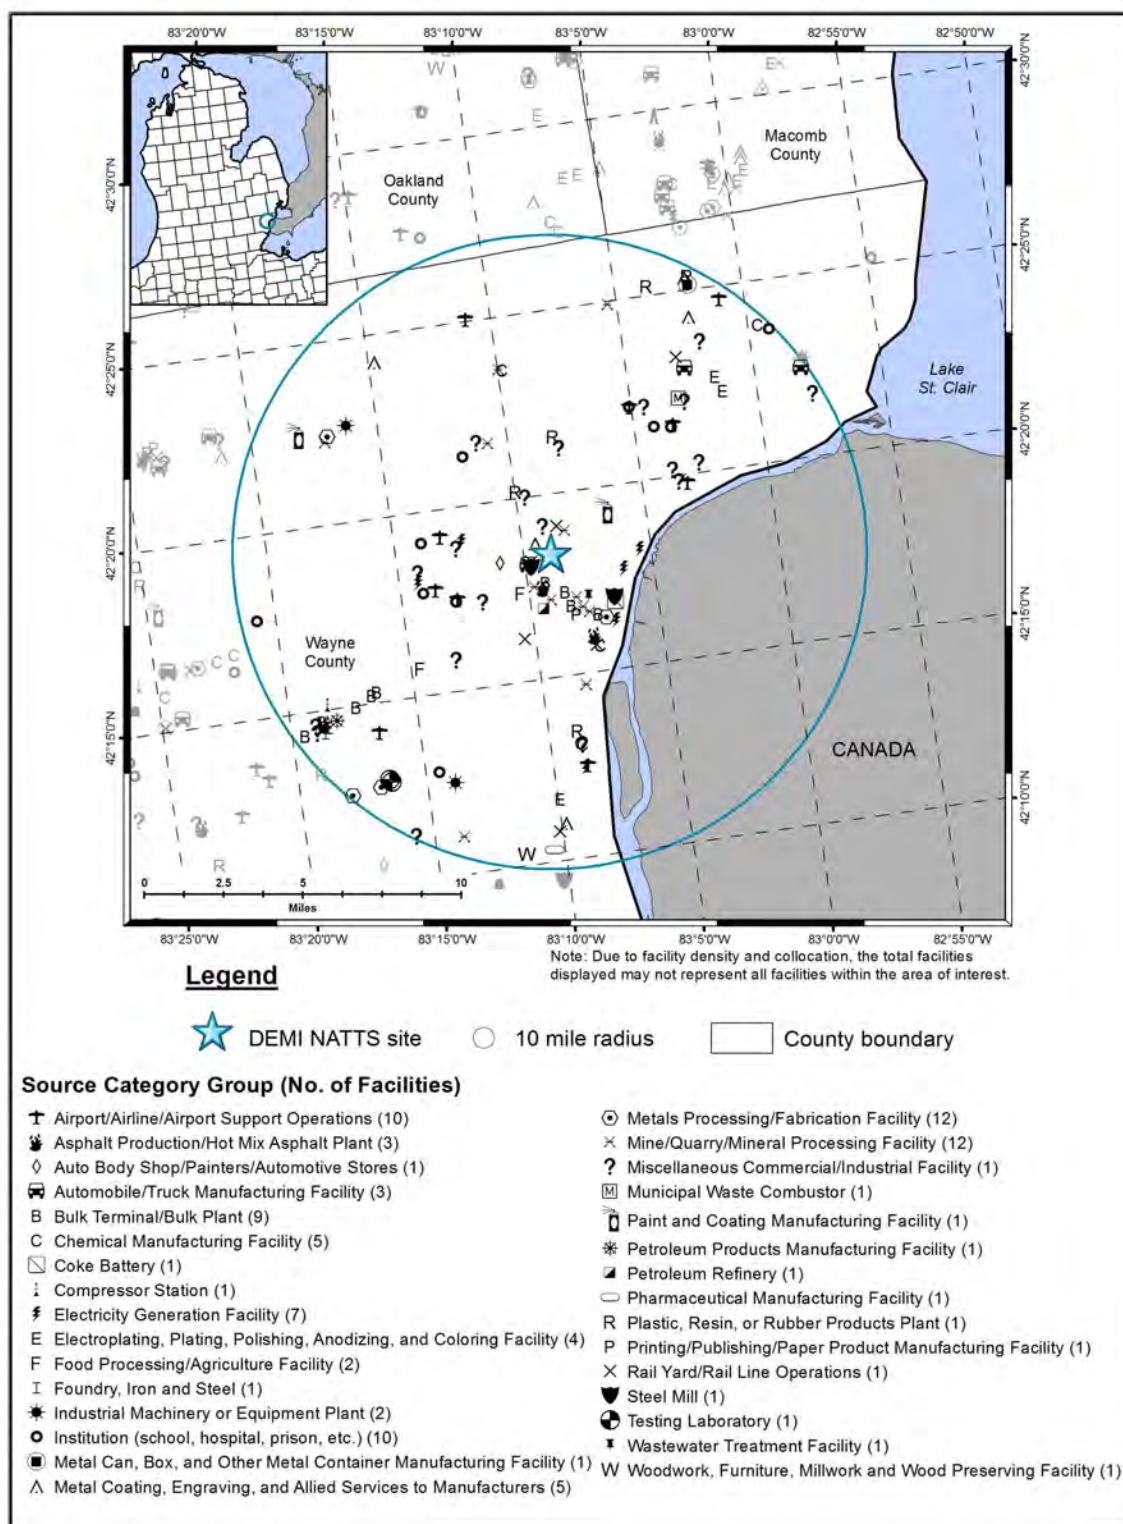 83°20'0"W 83°15'0"W 83°10'0"W 83°5'0"W 83°0'0"W 82°55'0"W 82°50'0"W
42°30'0"N
42°25'0"N
42°20'0"N
42°15'0"N
42°30'0"N
42°25'0"N
42°20'0"N
42°15'0"N
42°10'0"N
Oakland
County
Macomb
County
Lake
St. Clair
Wayne
County
CANADA
0 2.5 5 10
Miles
83°25'0"W 83°20'0"W 83°15'0"W 83°10'0"W 83°5'0"W 83°0'0"W 82°55'0"W
Note: Due to facility density and collocation, the total facilities
displayed may not represent all facilities within the area of interest.
Legend
DEMI NATTS site 10 mile radius County boundary
Source Category Group (No. of Facilities)
Airport/Airline/Airport Support Operations (10)
Asphalt Production/Hot Mix Asphalt Plant (3)
Auto Body Shop/Painters/Automotive Stores (1)
Automobile/Truck Manufacturing Facility (3)
B Bulk Terminal/Bulk Plant (9)
C Chemical Manufacturing Facility (5)
Coke Battery (1)
Compressor Station (1)
Electricity Generation Facility (7)
E Electroplating, Plating, Polishing, Anodizing, and Coloring Facility (4)
F Food Processing/Agriculture Facility (2)
Foundry, Iron and Steel (1)
Industrial Machinery or Equipment Plant (2)
Institution (school, hospital, prison, etc.) (10)
Metal Can, Box, and Other Metal Container Manufacturing Facility (1)
Metal Coating, Engraving, and Allied Services to Manufacturers (5)
Metals Processing/Fabrication Facility (12)
Mine/Quarry/Mineral Processing Facility (12)
? Miscellaneous Commercial/Industrial Facility (1)
M Municipal Waste Combustor (1)
Paint and Coating Manufacturing Facility (1)
Petroleum Products Manufacturing Facility (1)
Petroleum Refinery (1)
Pharmaceutical Manufacturing Facility (1)
R Plastic, Resin, or Rubber Products Plant (1)
P Printing/Publishing/Paper Product Manufacturing Facility (1)
Rail Yard/Rail Line Operations (1)
Steel Mill (1)
Testing Laboratory (1)
Wastewater Treatment Facility (1)
W Woodwork, Furniture, Millwork and Wood Preserving Facility (1)